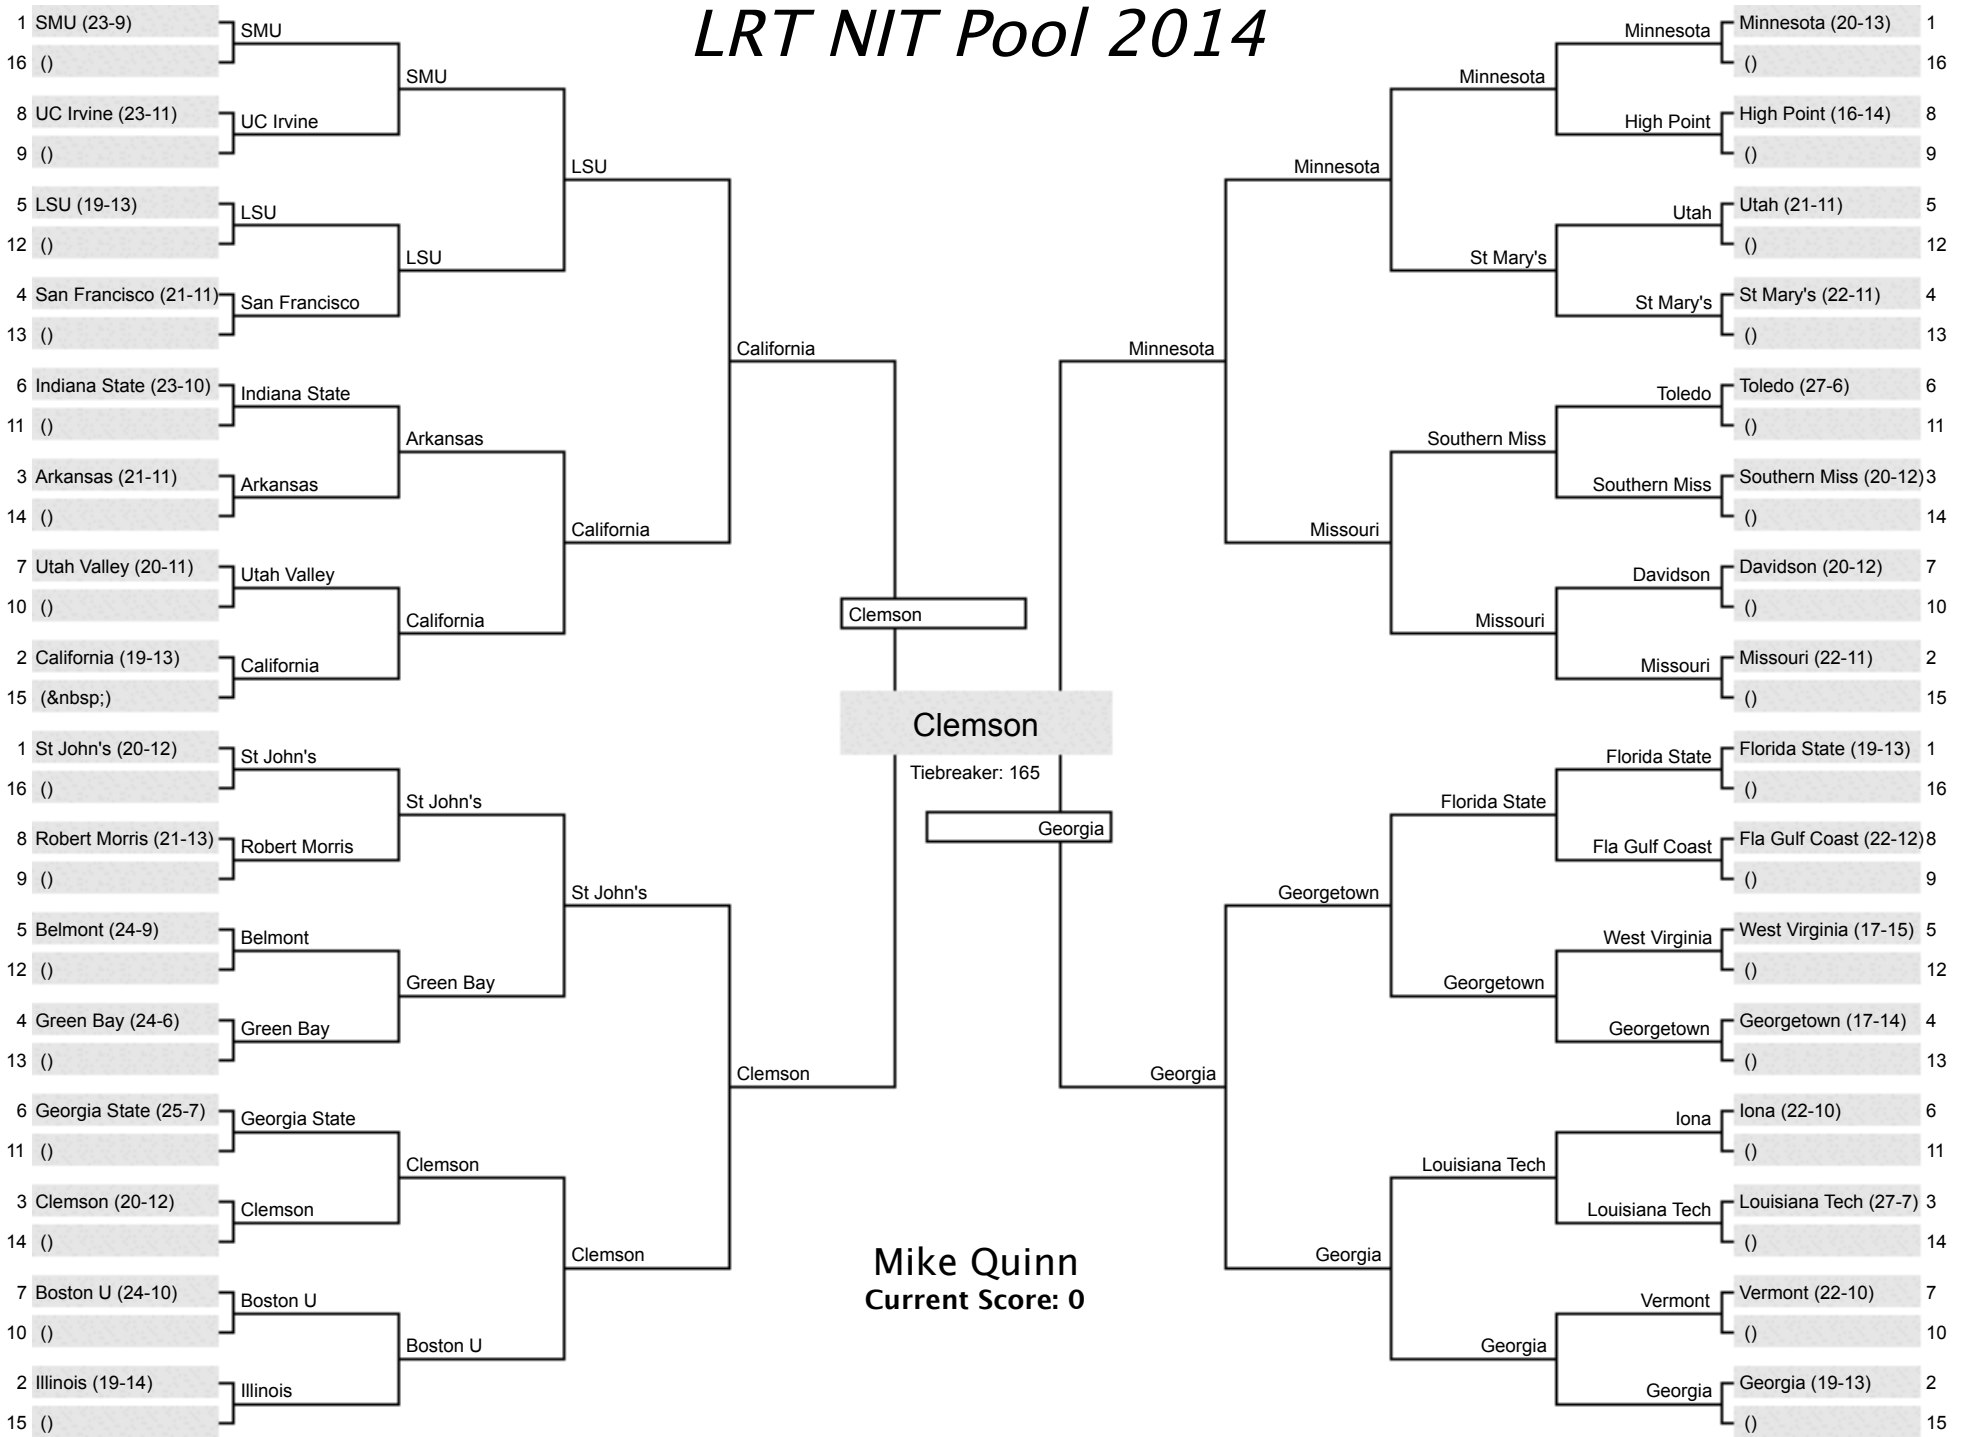 LRT NIT Pool 2014
1 SMU (23-9)
16 ()
8 UC Irvine (23-11)
9 ()
5 LSU (19-13)
12 ()
4 San Francisco (21-11)
13 ()
6 Indiana State (23-10)
11 ()
3 Arkansas (21-11)
14 ()
7 Utah Valley (20-11)
10 ()
2 California (19-13)
15 (&nbsp;)
1 St John's (20-12)
16 ()
8 Robert Morris (21-13)
9 ()
5 Belmont (24-9)
12 ()
4 Green Bay (24-6)
13 ()
6 Georgia State (25-7)
11 ()
3 Clemson (20-12)
14 ()
7 Boston U (24-10)
10 ()
2 Illinois (19-14)
15 ()
SMU
UC Irvine
LSU
San Francisco
Indiana State
Arkansas
Utah Valley
California
St John's
Robert Morris
Belmont
Green Bay
Georgia State
Clemson
Boston U
Illinois
SMU
LSU
Arkansas
California
St John's
Green Bay
Clemson
Boston U
LSU
California
St John's
Clemson
California
Clemson
Clemson
Clemson
Tiebreaker: 165
Georgia
Mike Quinn
Current Score: 0
Minnesota
Georgia
Minnesota
Missouri
Georgetown
Georgia
Minnesota
St Mary's
Southern Miss
Missouri
Florida State
Georgetown
Louisiana Tech
Georgia
Minnesota
High Point
Utah
St Mary's
Toledo
Southern Miss
Davidson
Missouri
Florida State
Fla Gulf Coast
West Virginia
Georgetown
Iona
Louisiana Tech
Vermont
Georgia
Minnesota (20-13) 1
() 16
High Point (16-14) 8
() 9
Utah (21-11) 5
() 12
St Mary's (22-11) 4
() 13
Toledo (27-6) 6
() 11
Southern Miss (20-12) 3
() 14
Davidson (20-12) 7
() 10
Missouri (22-11) 2
() 15
Florida State (19-13) 1
() 16
Fla Gulf Coast (22-12) 8
() 9
West Virginia (17-15) 5
() 12
Georgetown (17-14) 4
() 13
Iona (22-10) 6
() 11
Louisiana Tech (27-7) 3
() 14
Vermont (22-10) 7
() 10
Georgia (19-13) 2
() 15